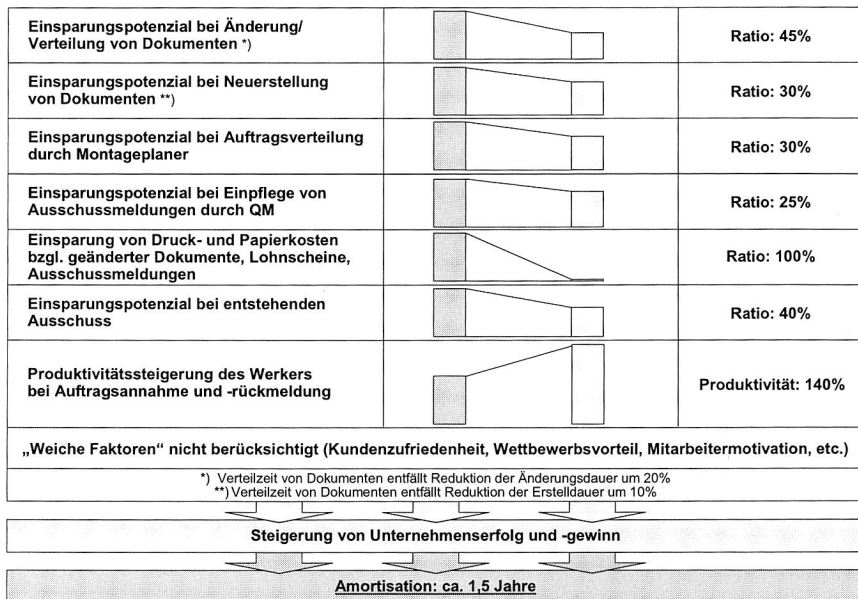 Einsparungspotenzial bei Änderung/
Verteilung von Dokumenten *)
Ratio: 45%
Einsparungspotenzial bei Neuerstellung
von Dokumenten **)
Ratio: 30%
Einsparungspotenzial bei Auftragsverteilung
durch Montageplaner
Ratio: 30%
Einsparungspotenzial bei Einpflege von
Ausschussmeldungen durch QM
Ratio: 25%
Einsparung von Druck- und Papierkosten
bzgl. geänderter Dokumente, Lohnscheine,
Ausschussmeldungen
Ratio: 100%
Einsparungspotenzial bei entstehenden
Ausschuss
Ratio: 40%
Produktivitätssteigerung des Werkers
bei Auftragsannahme und -rückmeldung
Produktivität: 140%
„Weiche Faktoren“ nicht berücksichtigt (Kundenzufriedenheit, Wettbewerbsvorteil, Mitarbeitermotivation, etc.)
*) Verteilzeit von Dokumenten entfällt Reduktion der Änderungsdauer um 20%
**) Verteilzeit von Dokumenten entfällt Reduktion der Erstelldauer um 10%
Steigerung von Unternehmenserfolg und -gewinn
Amortisation: ca. 1,5 Jahre